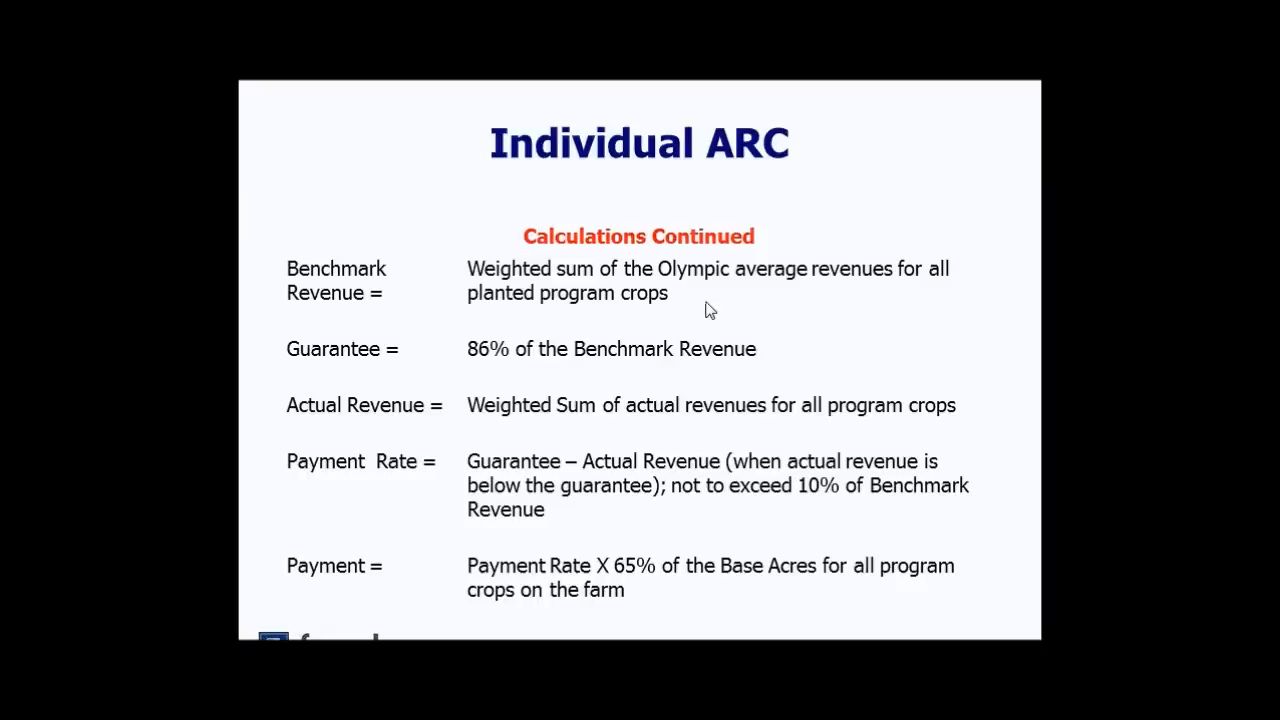 Individual ARC
Calculations Continued
Benchmark Revenue = Weighted sum of the Olympic average revenues for all
planted program crops
Guarantee = 86% of the Benchmark Revenue
Actual Revenue = Weighted Sum of actual revenues for all program crops
Payment Rate = Guarantee – Actual Revenue (when actual revenue is
below the guarantee); not to exceed 10% of Benchmark
Revenue
Payment = Payment Rate X 65% of the Base Acres for all program
crops on the farm